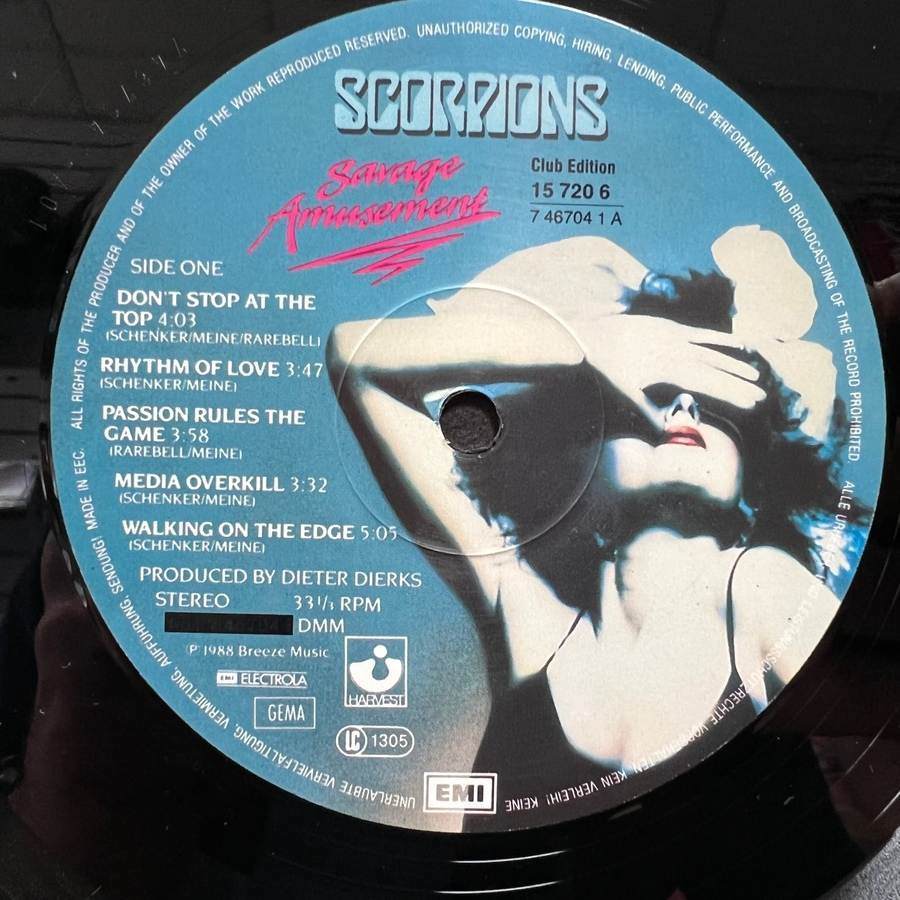 SCORPIONS
Savage
Amusement
Club Edition
15 720 6
7 46704 1 A
SIDE ONE
DON'T STOP AT THE
TOP 4:03
(SCHENKER/MEINE/RAREBELL)
RHYTHM OF LOVE 3:47
(SCHENKER/MEINE)
PASSION RULES THE
GAME 3:58
(RAREBELL/MEINE)
MEDIA OVERKILL 3:32
(SCHENKER/MEINE)
WALKING ON THE EDGE 5:05
(SCHENKER/MEINE)
PRODUCED BY DIETER DIERKS
STEREO 33 1/3 RPM
DMM
℗ 1988 Breeze Music
EMI ELECTROLA
HARVEST
GEMA
LC 1305
EMI
ALL RIGHTS OF THE PRODUCER AND OF THE OWNER OF THE WORK REPRODUCED RESERVED. UNAUTHORIZED COPYING, HIRING, LENDING, PUBLIC PERFORMANCE AND BROADCASTING OF THE RECORD PROHIBITED.
ALLE KEIN VERLEIH! KEINE UNERLAUBTE VERVIELFÄLTIGUNG, VERMIETUNG, AUFFÜHRUNG, SENDUNG! MADE IN EEC.